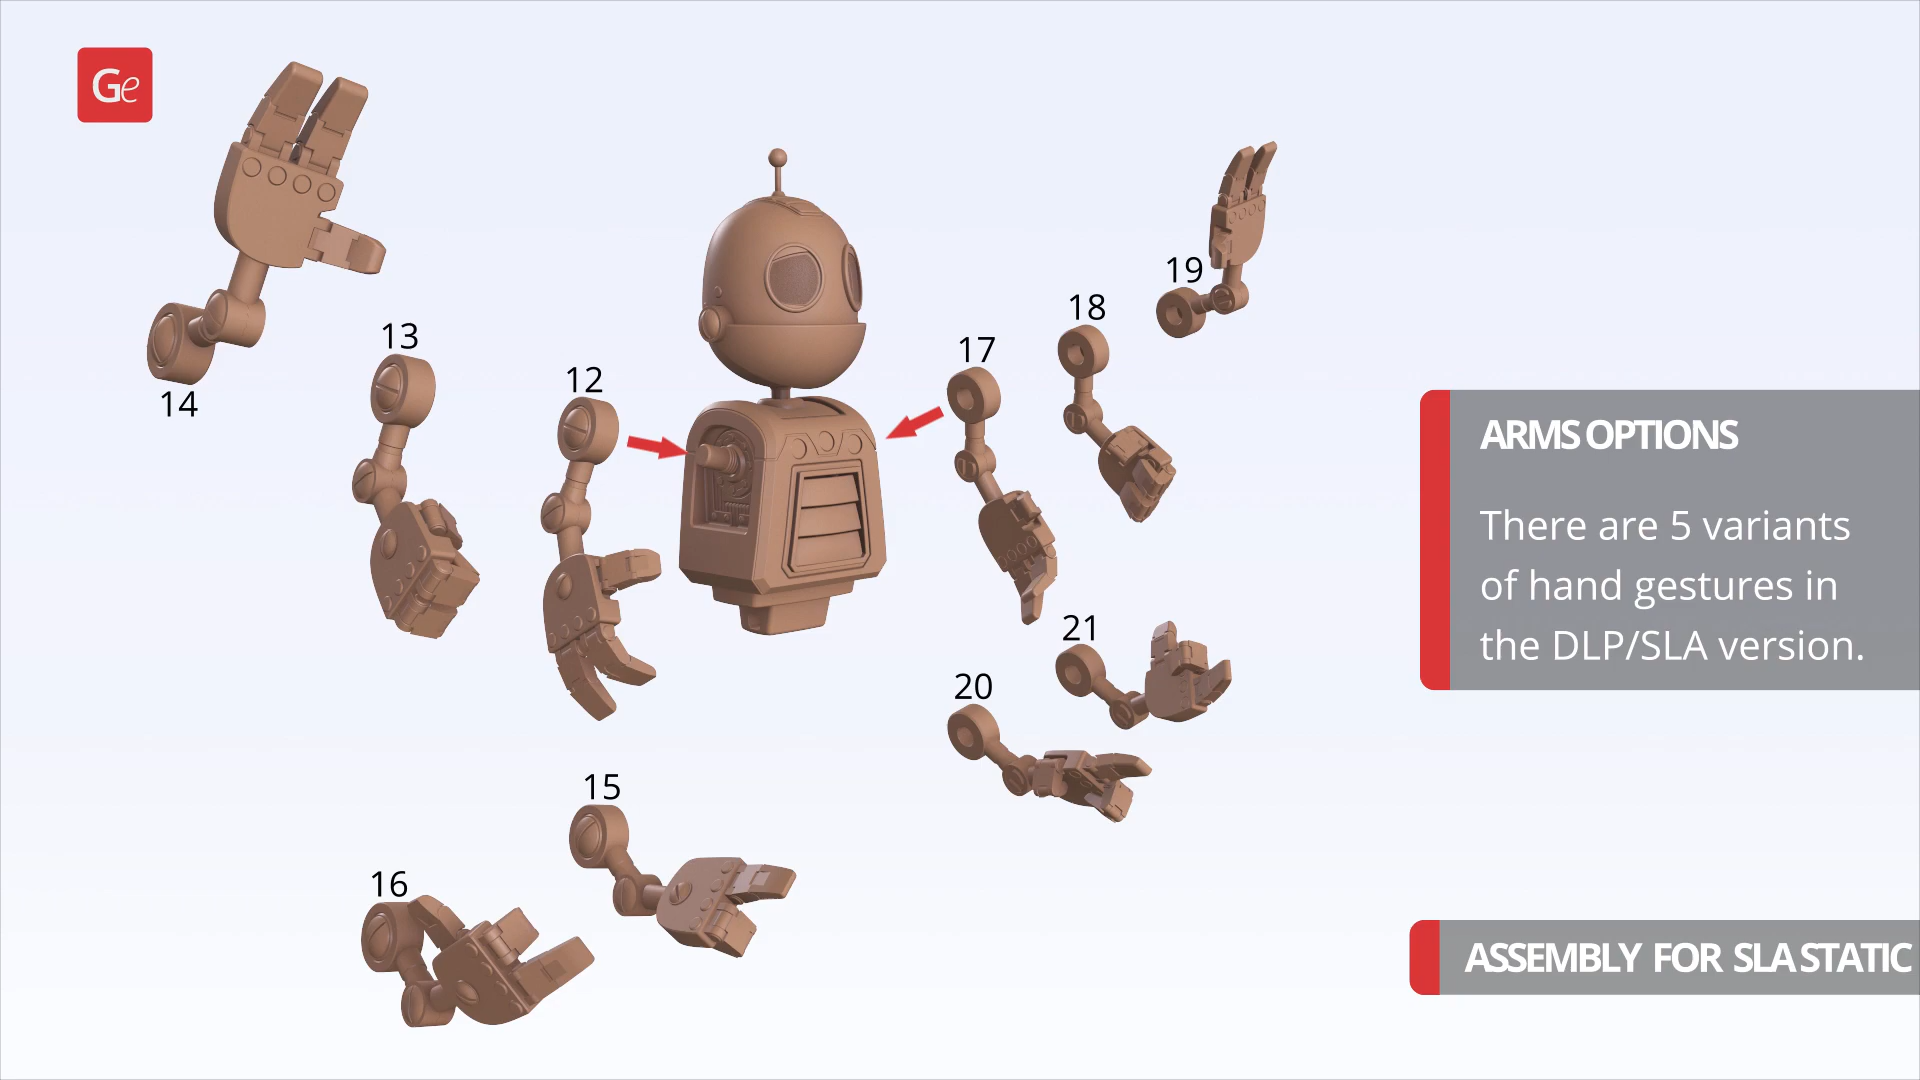 Ge
19
18
13
17
12
14
21
20
15
16
ARMS OPTIONS
There are 5 variants
of hand gestures in
the DLP/SLA version.
ASSEMBLY FOR SLA STATIC